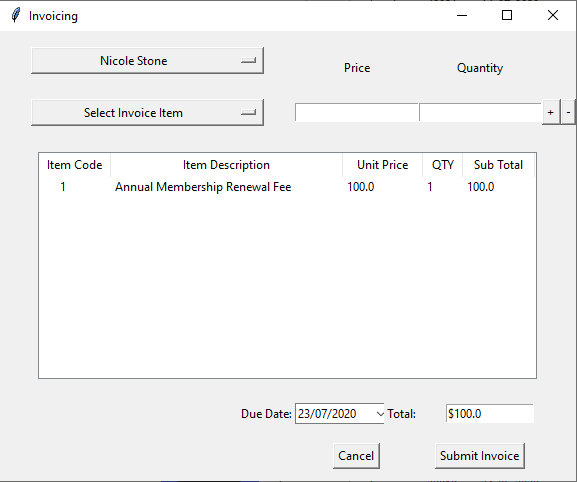 Invoicing
Nicole Stone
Price Quantity
Select Invoice Item
+ -
Item Code Item Description Unit Price QTY Sub Total
1 Annual Membership Renewal Fee 100.0 1 100.0
Due Date: 23/07/2020 Total: $100.0
Cancel Submit Invoice